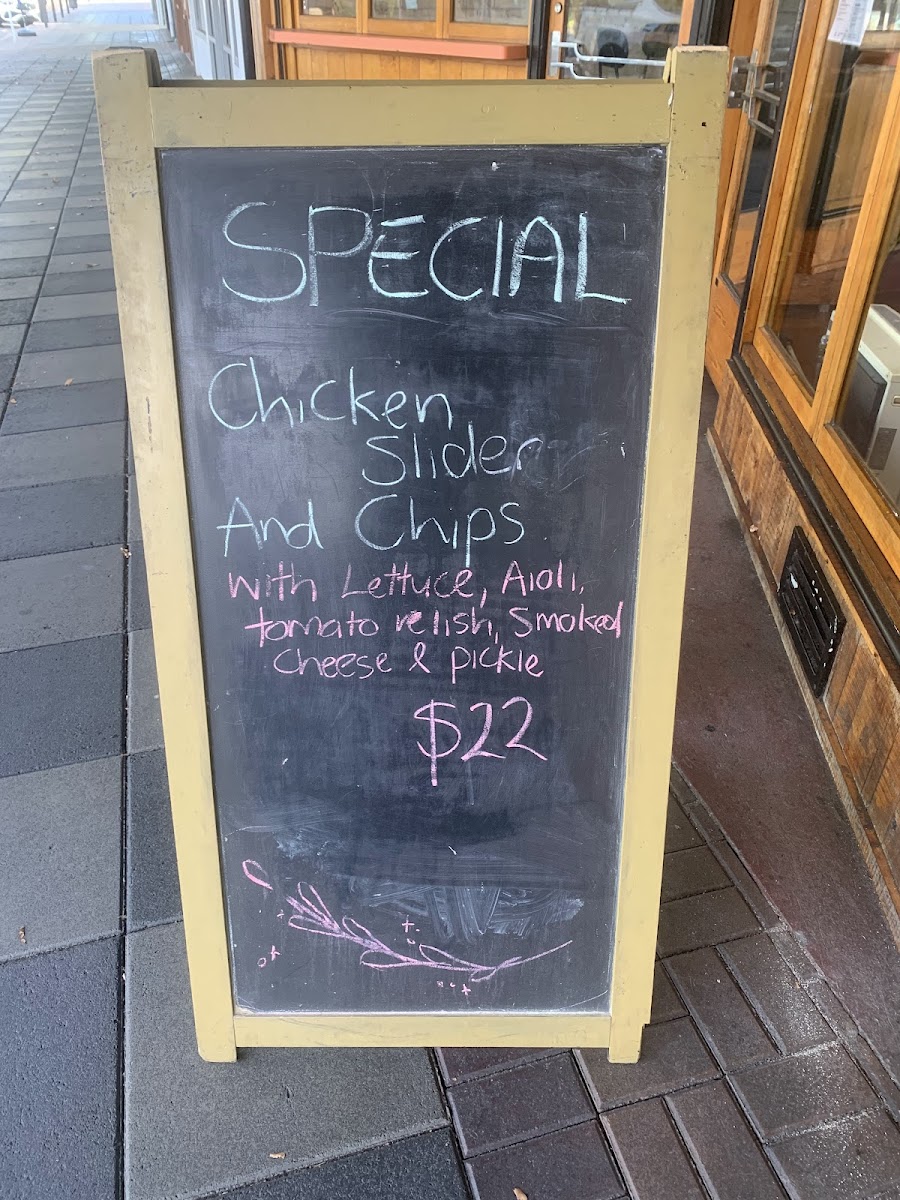 SPECIAL
Chicken
Slider
And Chips
with Lettuce, Aioli,
tomato relish, Smoked
cheese & pickle
$22